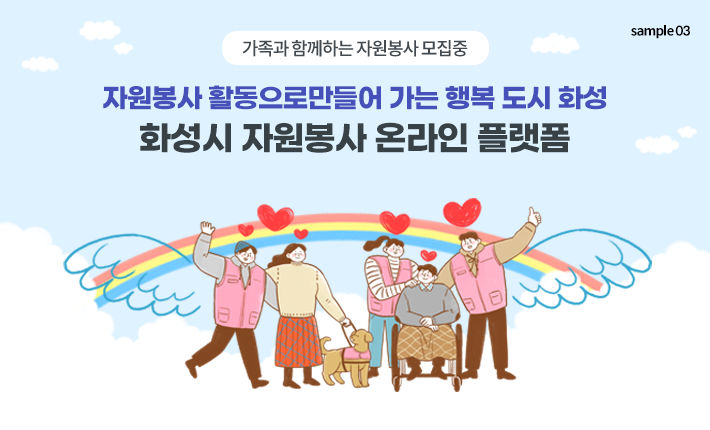 sample 03
가족과 함께하는 자원봉사 모집중
자원봉사 활동으로만들어 가는 행복 도시 화성
화성시 자원봉사 온라인 플랫폼